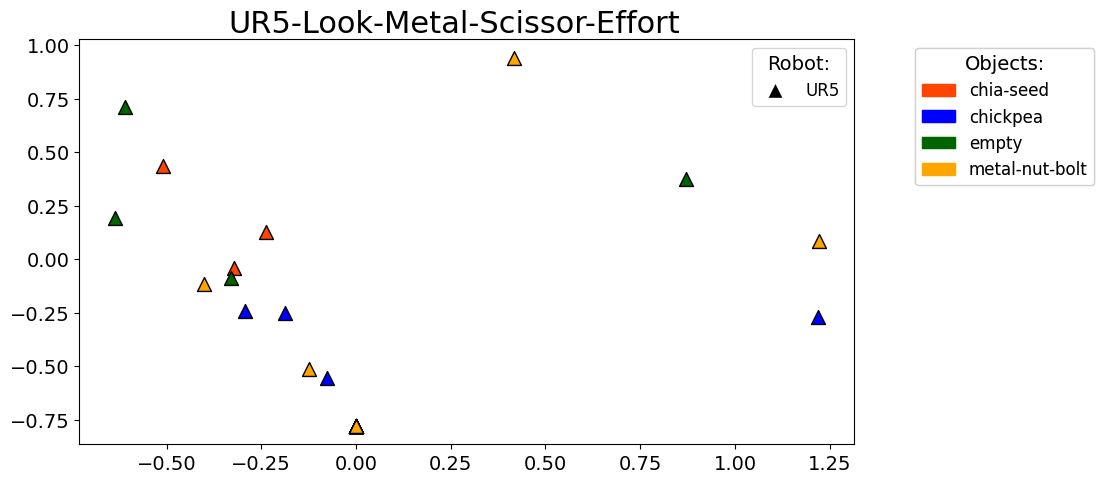 UR5-Look-Metal-Scissor-Effort
1.00
0.75
0.50
0.25
0.00
−0.25
−0.50
−0.75
−0.50
−0.25
0.00
0.25
0.50
0.75
1.00
1.25
Robot:
UR5
Objects:
chia-seed
chickpea
empty
metal-nut-bolt